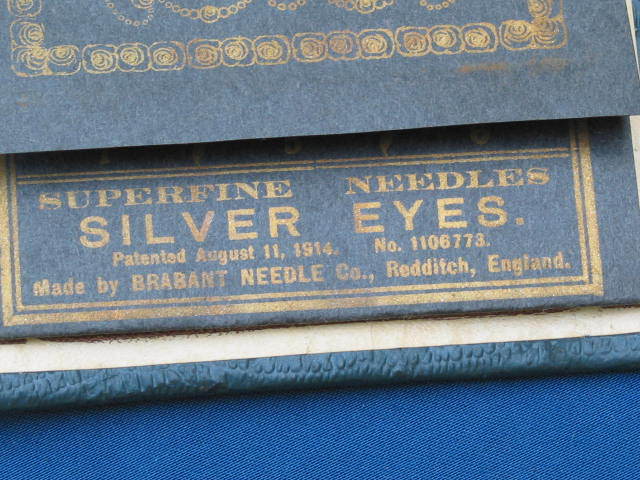 SUPERFINE NEEDLES
SILVER EYES.
Patented August 11, 1914. No. 1106773.
Made by BRABANT NEEDLE Co., Redditch, England.